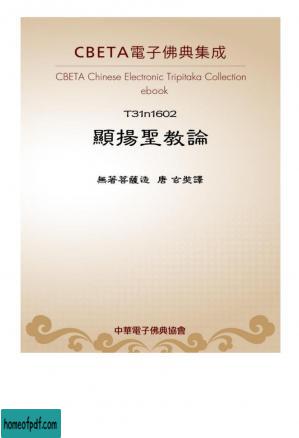 CBETA電子佛典集成
CBETA Chinese Electronic Tripitaka Collection
ebook
T31n1602
顯揚聖教論
無著菩薩造 唐 玄奘譯
中華電子佛典協會
homeofpdf.com